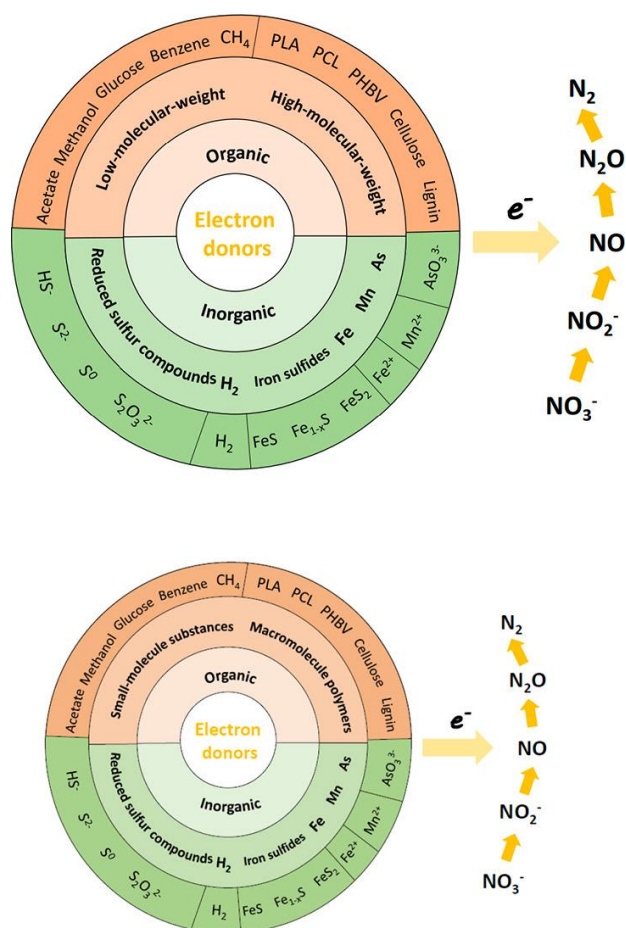 Acetate Methanol Glucose Benzene CH₄ PLA PCL PHBV Cellulose Lignin
Low-molecular-weight High-molecular-weight
Organic
Electron
donors
Inorganic
Reduced sulfur compounds H₂ Iron sulfides Fe Mn As
HS⁻ S²⁻ S⁰ S₂O₃²⁻ H₂ FeS Fe₁₋ₓS FeS₂ Fe²⁺ Mn²⁺ AsO₃³⁻
e⁻
N₂
N₂O
NO
NO₂⁻
NO₃⁻
Acetate Methanol Glucose Benzene CH₄ PLA PCL PHBV Cellulose Lignin
Small-molecule substances Macromolecule polymers
Organic
Electron
donors
Inorganic
Reduced sulfur compounds H₂ Iron sulfides Fe Mn As
HS⁻ S²⁻ S⁰ S₂O₃²⁻ H₂ FeS Fe₁₋ₓS FeS₂ Fe²⁺ Mn²⁺ AsO₃³⁻
e⁻
N₂
N₂O
NO
NO₂⁻
NO₃⁻